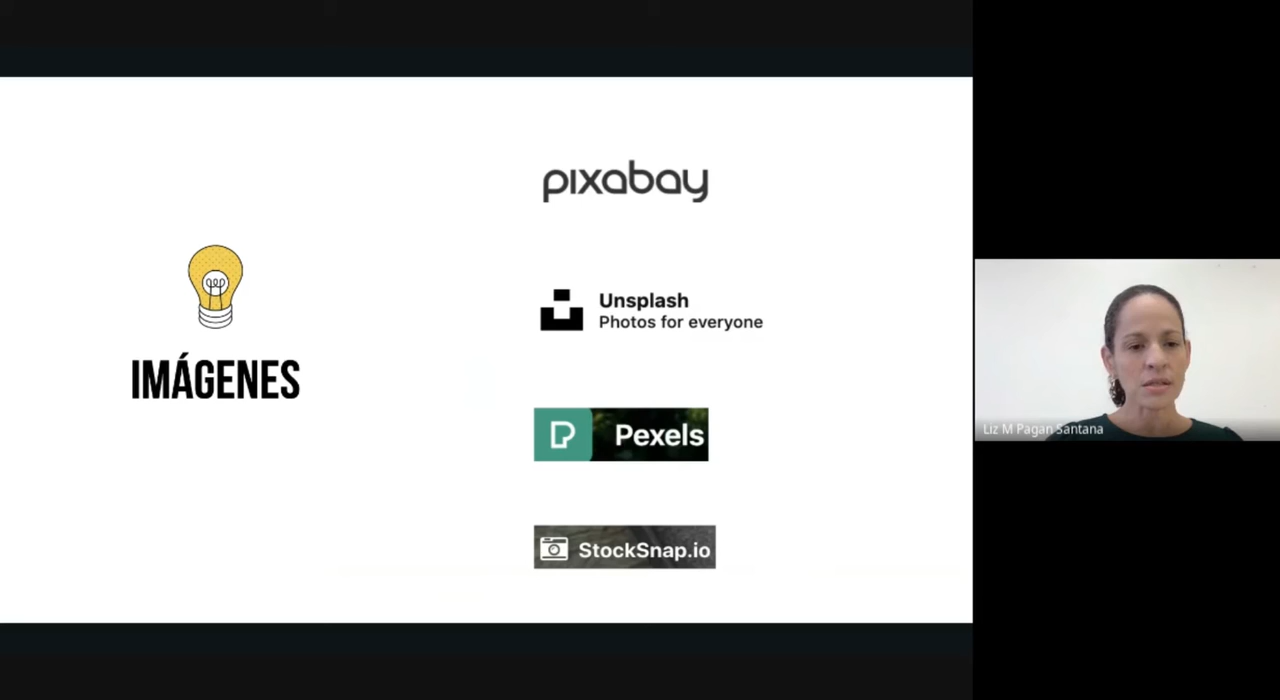 IMÁGENES
pixabay
Unsplash
Photos for everyone
Pexels
StockSnap.io
Liz M Pagan Santana